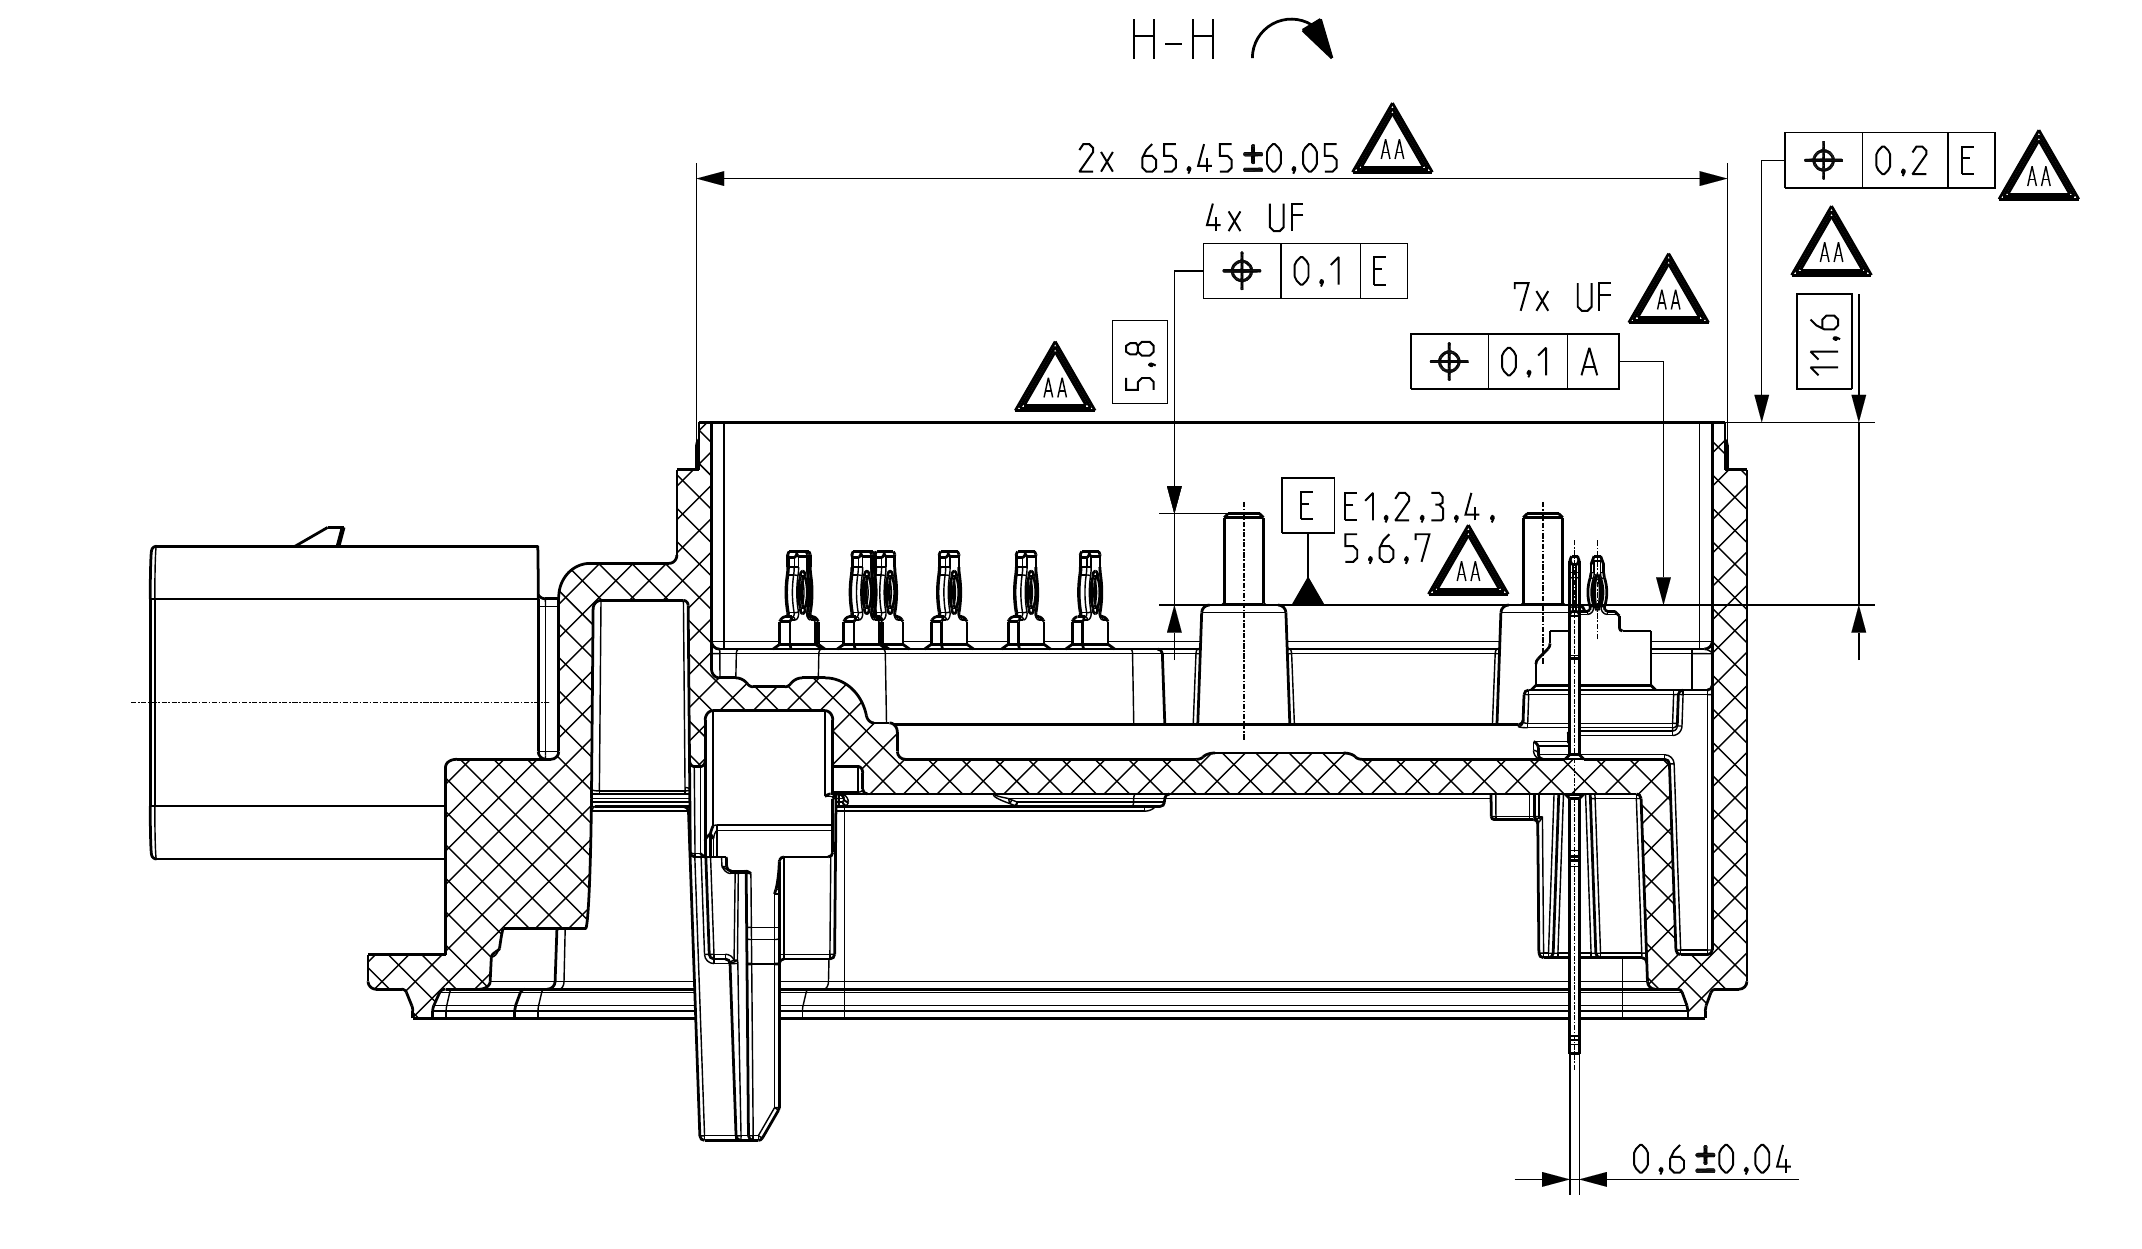 H-H
2x 65,45±0,05 AA
⌖ 0,2 E AA
4x UF
⌖ 0,1 E
AA
7x UF AA
⌖ 0,1 A
11,6
5,8
AA
E E1,2,3,4,
5,6,7 AA
0,6±0,04